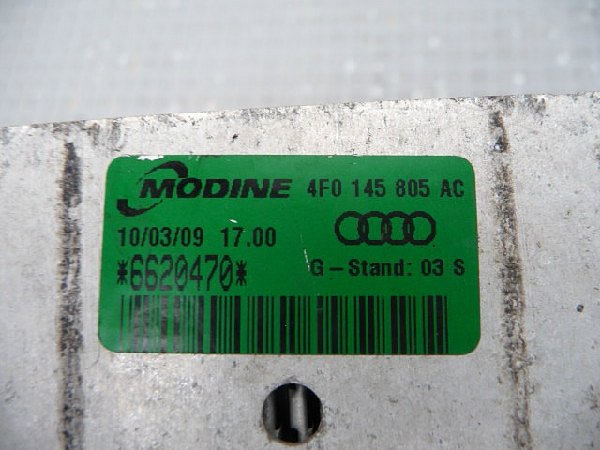 MODINE 4F0 145 805 AC
10/03/09 17.00
*6620470* G-Stand: 03 S